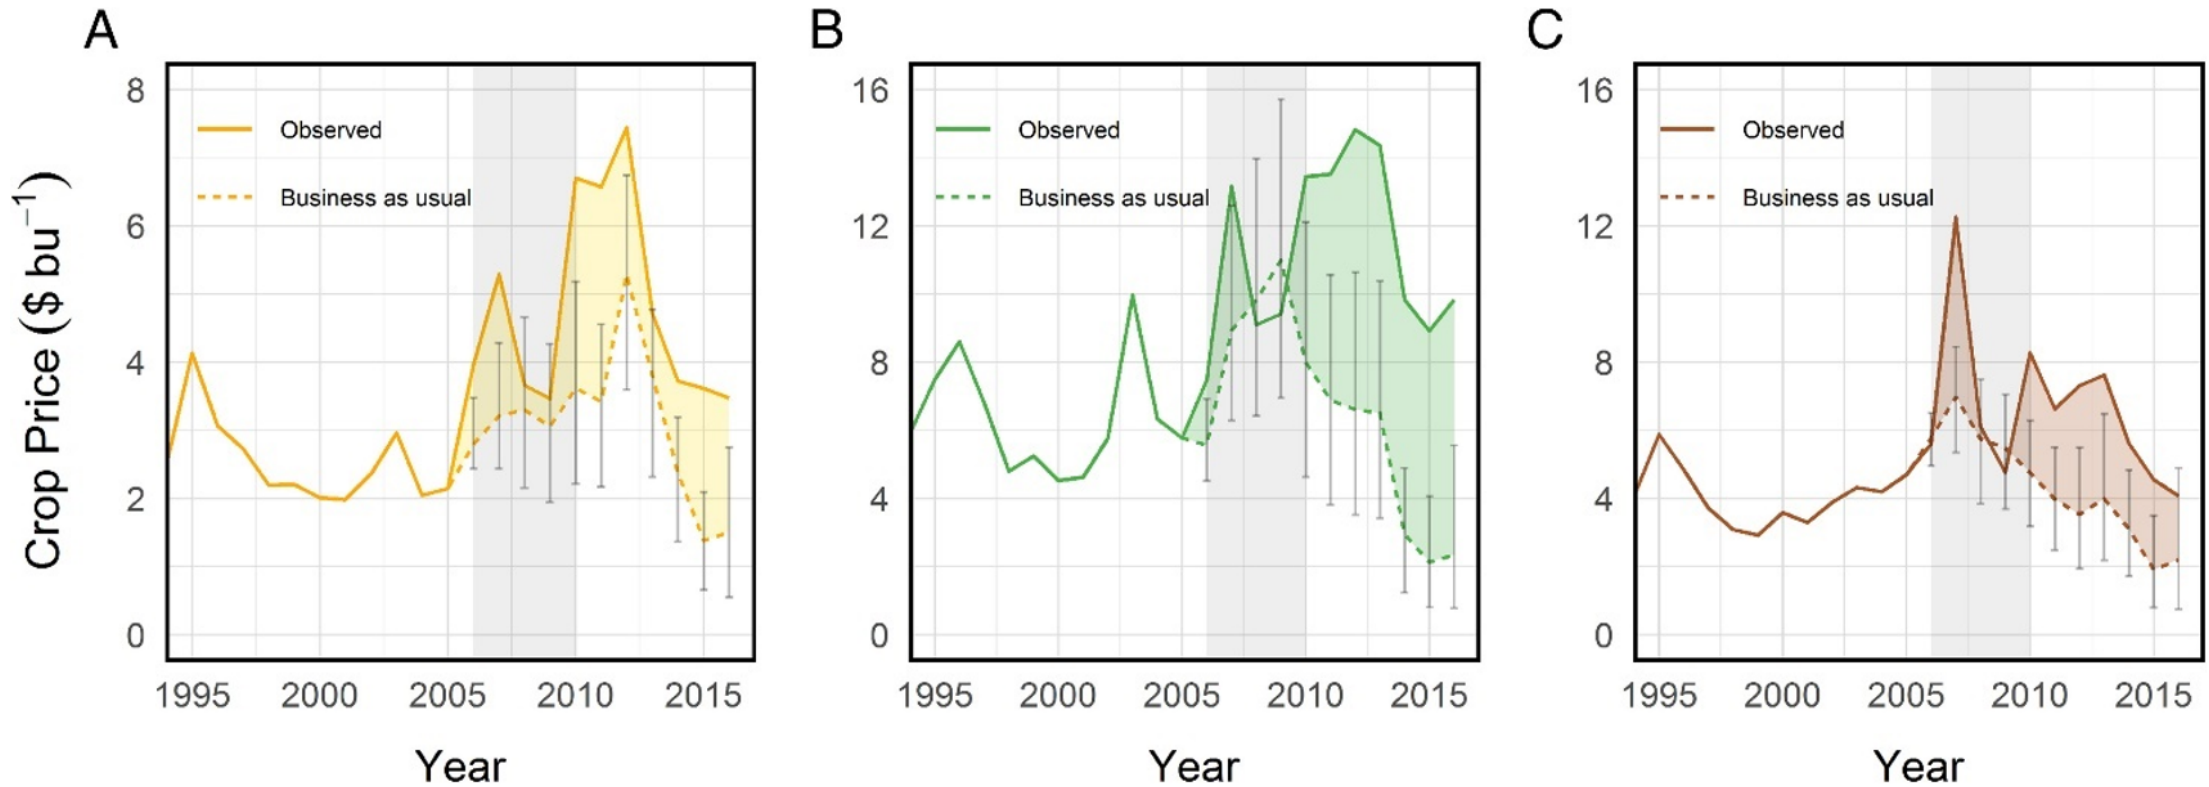 A
B
C
Crop Price ($ bu⁻¹)
8
6
4
2
0
Observed
Business as usual
1995 2000 2005 2010 2015
Year
16
12
8
4
0
Observed
Business as usual
1995 2000 2005 2010 2015
Year
16
12
8
4
0
Observed
Business as usual
1995 2000 2005 2010 2015
Year